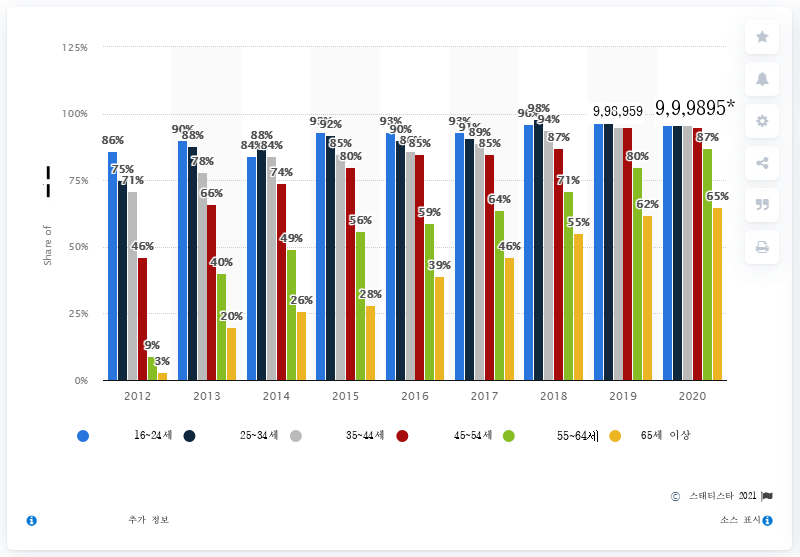 125%
9,98,959 9,9,9895*
100%
86% 75% 71% 46% 9% 3%
90% 88% 78% 66% 40% 20%
84% 88% 84% 74% 49% 26%
92% 85% 80% 56% 28%
93% 90% 86% 85% 59% 39%
93% 91% 89% 85% 64% 46%
96% 98% 94% 87% 71% 55%
80% 62%
87% 65%
75%
50%
25%
0%
Share of
2012 2013 2014 2015 2016 2017 2018 2019 2020
16~24세 25~34세 35~44세 45~54세 55~64세 65세 이상
© 스태티스타 2021
추가 정보 소스 표시